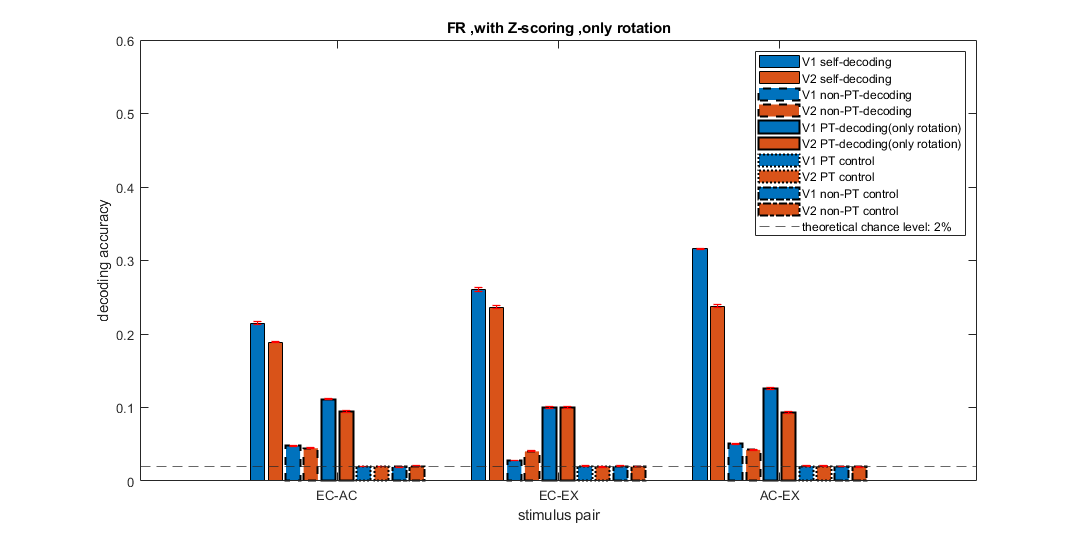 FR ,with Z-scoring ,only rotation
0.6
0.5
0.4
0.3
0.2
0.1
0
decoding accuracy
V1 self-decoding
V2 self-decoding
V1 non-PT-decoding
V2 non-PT-decoding
V1 PT-decoding(only rotation)
V2 PT-decoding(only rotation)
V1 PT control
V2 PT control
V1 non-PT control
V2 non-PT control
theoretical chance level: 2%
EC-AC
EC-EX
AC-EX
stimulus pair